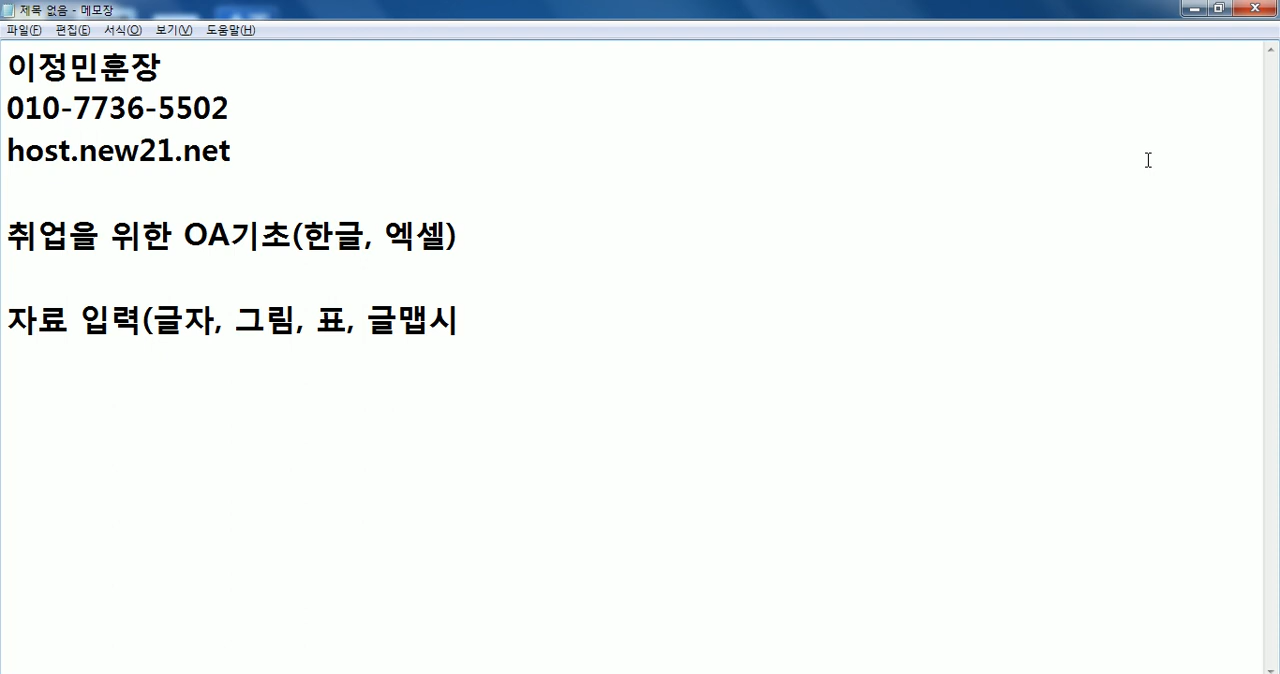 제목 없음 - 메모장
파일(F) 편집(E) 서식(O) 보기(V) 도움말(H)
이정민훈장
010-7736-5502
host.new21.net
취업을 위한 OA기초(한글, 엑셀)
자료 입력(글자, 그림, 표, 글맵시